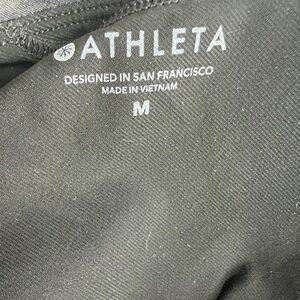 ATHLETA
DESIGNED IN SAN FRANCISCO
MADE IN VIETNAM
M